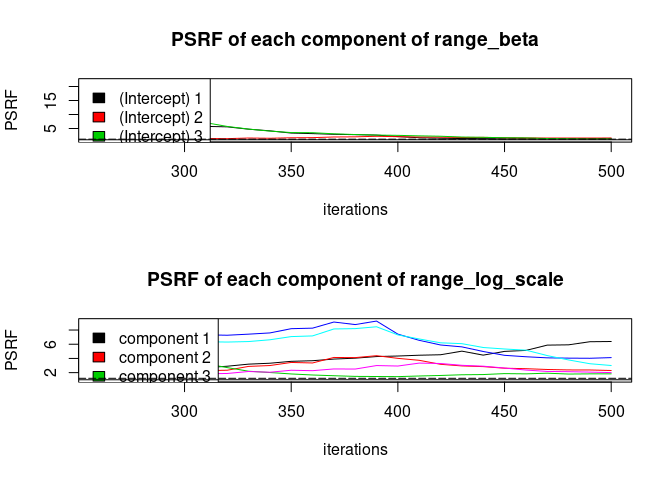 PSRF of each component of range_beta
PSRF
15
5
(Intercept) 1
(Intercept) 2
(Intercept) 3
300 350 400 450 500
iterations
PSRF of each component of range_log_scale
PSRF
6
2
component 1
component 2
component 3
300 350 400 450 500
iterations